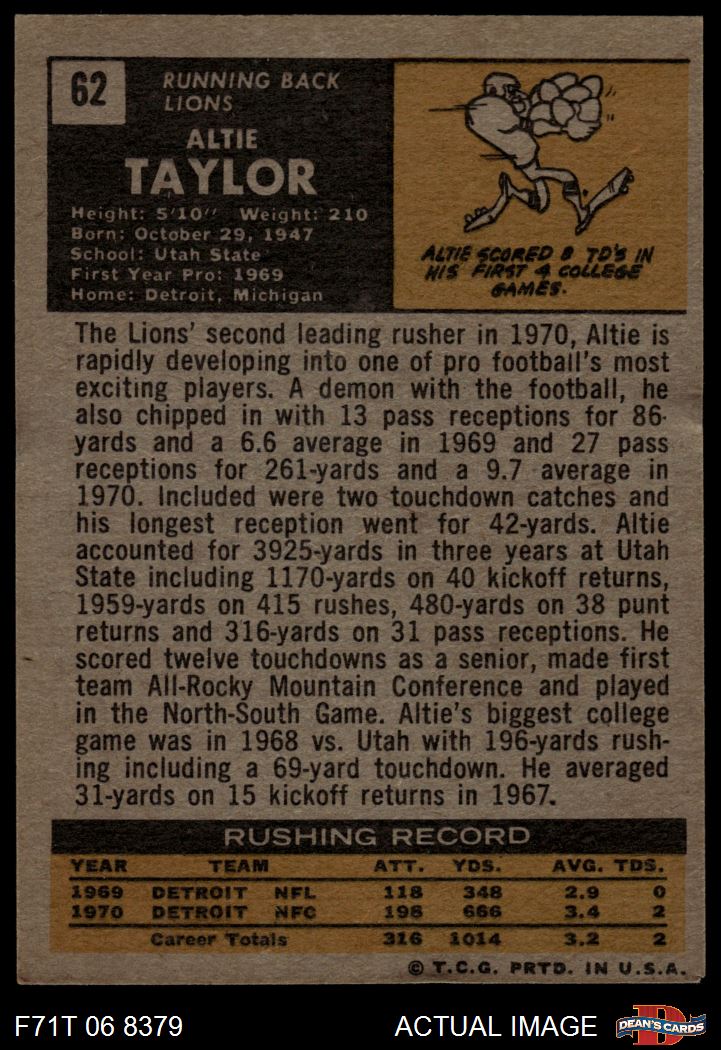 62
RUNNING BACK
LIONS
ALTIE
TAYLOR
Height: 5'10" Weight: 210
Born: October 29, 1947
School: Utah State
First Year Pro: 1969
Home: Detroit, Michigan
ALTIE SCORED 8 TD'S IN
HIS FIRST 4 COLLEGE
GAMES.
The Lions' second leading rusher in 1970, Altie is
rapidly developing into one of pro football's most
exciting players. A demon with the football, he
also chipped in with 13 pass receptions for 86-
yards and a 6.6 average in 1969 and 27 pass
receptions for 261-yards and a 9.7 average in
1970. Included were two touchdown catches and
his longest reception went for 42-yards. Altie
accounted for 3925-yards in three years at Utah
State including 1170-yards on 40 kickoff returns,
1959-yards on 415 rushes, 480-yards on 38 punt
returns and 316-yards on 31 pass receptions. He
scored twelve touchdowns as a senior, made first
team All-Rocky Mountain Conference and played
in the North-South Game. Altie's biggest college
game was in 1968 vs. Utah with 196-yards rush-
ing including a 69-yard touchdown. He averaged
31-yards on 15 kickoff returns in 1967.
RUSHING RECORD
YEAR TEAM ATT. YDS. AVG. TDS.
1969 DETROIT NFL 118 348 2.9 0
1970 DETROIT NFC 198 666 3.4 2
Career Totals 316 1014 3.2 2
© T.C.G. PRTD. IN U.S.A.
F71T 06 8379 ACTUAL IMAGE
D
DEAN'S CARDS